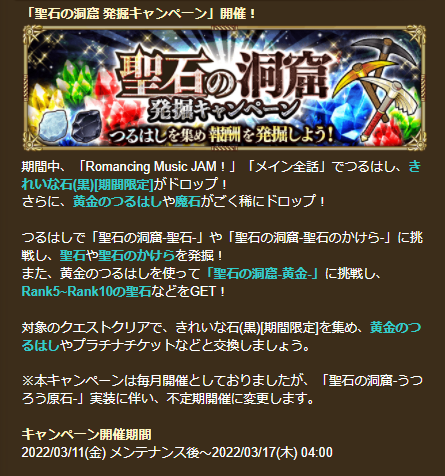 「聖石の洞窟 発掘キャンペーン」開催！
聖石の洞窟
発掘キャンペーン
つるはしを集め 報酬を発掘しよう！
期間中、「Romancing Music JAM！」「メイン全話」でつるはし、き
れいな石(黒)[期間限定]がドロップ！
さらに、黄金のつるはしや魔石がごく稀にドロップ！
つるはしで「聖石の洞窟-聖石-」や「聖石の洞窟-聖石のかけら-」に挑
戦し、聖石や聖石のかけらを発掘！
また、黄金のつるはしを使って「聖石の洞窟-黄金-」に挑戦し、
Rank5~Rank10の聖石などをGET！
対象のクエストクリアで、きれいな石(黒)[期間限定]を集め、黄金のつ
るはしやプラチナチケットなどと交換しましょう。
※本キャンペーンは毎月開催としておりましたが、「聖石の洞窟-うつ
ろう原石-」実装に伴い、不定期開催に変更します。
キャンペーン開催期間
2022/03/11(金) メンテナンス後～2022/03/17(木) 04:00